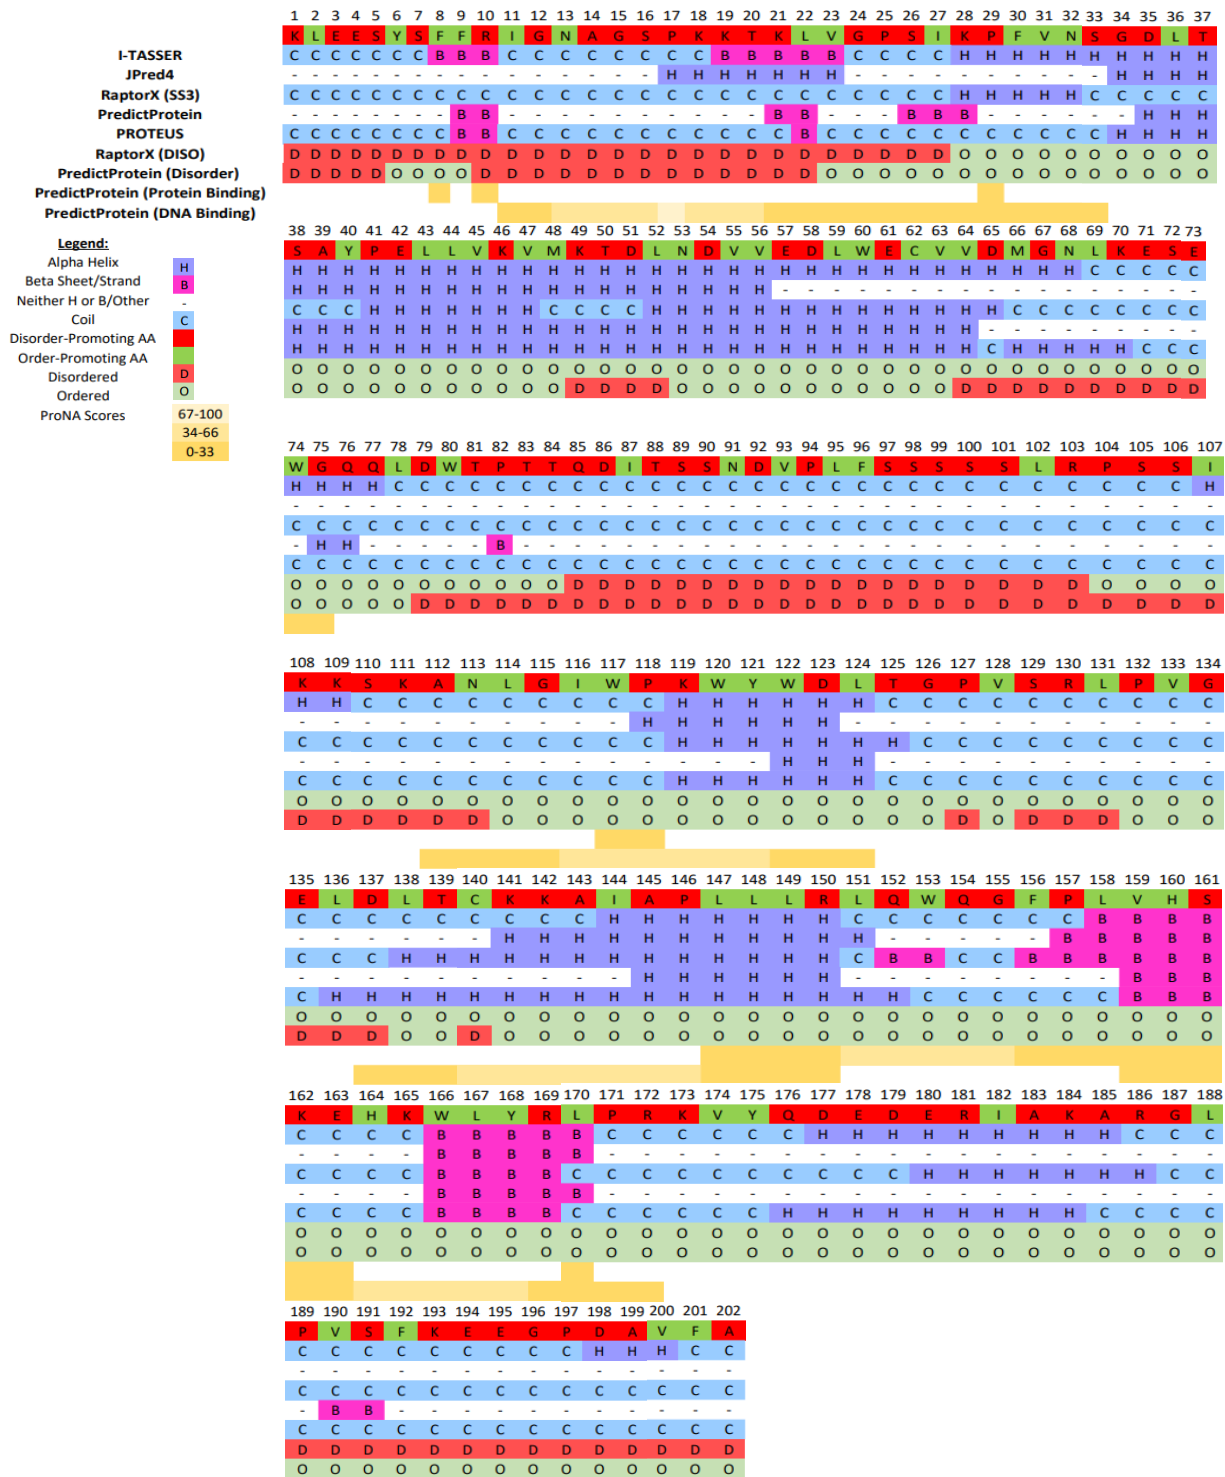 1 2 3 4 5 6 7 8 9 10 11 12 13 14 15 16 17 18 19 20 21 22 23 24 25 26 27 28 29 30 31 32 33 34 35 36 37
K L E E S Y S F F R I G N A G S P K K T K L V G P S I K P F V N S G D L T
I-TASSER C C C C C C C B B B C C C C C C C C B B B B B C C C C H H H H H H H H H H
JPred4 - - - - - - - - - - - - - - - - H H H H H H H - - - - - - - - - - H H H H
RaptorX (SS3) C C C C C C C C C C C C C C C C C C C C C C C C C C C H H H H H C C C C C
PredictProtein - - - - - - - - B B - - - - - - - - - - B B - - - B B B - - - - - - H H H
PROTEUS C C C C C C C C B B C C C C C C C C C C C B C C C C C C C C C C C H H H H
RaptorX (DISO) D D D D D D D D D D D D D D D D D D D D D D D D D D D O O O O O O O O O O
PredictProtein (Disorder) D D D D D O O O O D D D D D D D D D D D D D O O O O O O O O O O O O O O O
PredictProtein (Protein Binding)
PredictProtein (DNA Binding)
Legend:
Alpha Helix H
Beta Sheet/Strand B
Neither H or B/Other -
Coil C
Disorder-Promoting AA
Order-Promoting AA
Disordered D
Ordered O
ProNA Scores 67-100
34-66
0-33
38 39 40 41 42 43 44 45 46 47 48 49 50 51 52 53 54 55 56 57 58 59 60 61 62 63 64 65 66 67 68 69 70 71 72 73
S A Y P E L L V K V M K T D L N D V V E D L W E C V V D M G N L K E S E
H H H H H H H H H H H H H H H H H H H H H H H H H H H H H H H C C C C C
H H H H H H H H H H H H H H H H H H H - - - - - - - - - - - - - - - - -
C C C H H H H H H H C C C C H H H H H H H H H H H H H H C C C C C C C C
H H H H H H H H H H H H H H H H H H H H H H H H H H H - - - - - - - - -
H H H H H H H H H H H H H H H H H H H H H H H H H H H C H H H H H C C C
O O O O O O O O O O O O O O O O O O O O O O O O O O O O O O O O O O O O
O O O O O O O O O O O D D D D O O O O O O O O O O O D D D D D D D D D D
74 75 76 77 78 79 80 81 82 83 84 85 86 87 88 89 90 91 92 93 94 95 96 97 98 99 100 101 102 103 104 105 106 107
W G Q Q L D W T P T T Q D I T S S N D V P L F S S S S S L R P S S I
H H H H C C C C C C C C C C C C C C C C C C C C C C C C C C C C C H
- - - - - - - - - - - - - - - - - - - - - - - - - - - - - - - - - -
C C C C C C C C C C C C C C C C C C C C C C C C C C C C C C C C C C
- H H - - - - - B - - - - - - - - - - - - - - - - - - - - - - - - -
C C C C C C C C C C C C C C C C C C C C C C C C C C C C C C C C C C
O O O O O O O O O O O D D D D D D D D D D D D D D D D D D D O O O O
O O O O O D D D D D D D D D D D D D D D D D D D D D D D D D D D D D
108 109 110 111 112 113 114 115 116 117 118 119 120 121 122 123 124 125 126 127 128 129 130 131 132 133 134
K K S K A N L G I W P K W Y W D L T G P V S R L P V G
H H C C C C C C C C C H H H H H H C C C C C C C C C C
- - - - - - - - - - H H H H H H - - - - - - - - - - -
C C C C C C C C C C C H H H H H H H C C C C C C C C C
- - - - - - - - - - - - - - H H H - - - - - - - - - -
C C C C C C C C C C C H H H H H H C C C C C C C C C C
O O O O O O O O O O O O O O O O O O O O O O O O O O O
D D D D D O O O O O O O O O O O O O O D O D D D O O O
135 136 137 138 139 140 141 142 143 144 145 146 147 148 149 150 151 152 153 154 155 156 157 158 159 160 161
E L D L T C K K A I A P L L L R L Q W Q G F P L V H S
C C C C C C C C C H H H H H H H C C C C C C C B B B B
- - - - - - H H H H H H H H H H H - - - - - B B B B B
C C C H H H H H H H H H H H H H C B B C C B B B B B B
- - - - - - - - - - H H H H H H - - - - - - - - B B B
C H H H H H H H H H H H H H H H H H C C C C C C B B B
O O O O O O O O O O O O O O O O O O O O O O O O O O O
D D D O O D O O O O O O O O O O O O O O O O O O O O O
162 163 164 165 166 167 168 169 170 171 172 173 174 175 176 177 178 179 180 181 182 183 184 185 186 187 188
K E H K W L Y R L P R K V Y Q D E D E R I A K A R G L
C C C C B B B B B C C C C C C H H H H H H H H H C C C
- - - - B B B B B - - - - - - - - - - - - - - - - - -
C C C C B B B B C C C C C C C C C C H H H H H H H C C
- - - - B B B B B - - - - - - - - - - - - - - - - - -
C C C C B B B B C C C C C C H H H H H H H H H C C C C
O O O O O O O O O O O O O O O O O O O O O O O O O O O
O O O O O O O O O O O O O O O O O O O O O O O O O O O
189 190 191 192 193 194 195 196 197 198 199 200 201 202
P V S F K E E G P D A V F A
C C C C C C C C C H H H C C
- - - - - - - - - - - - - -
C C C C C C C C C C C C C C
- B B - - - - - - - - - - -
C C C C C C C C C C C C C C
D D D D D D D D D D D D D D
O O O O O O O O O O O O O O